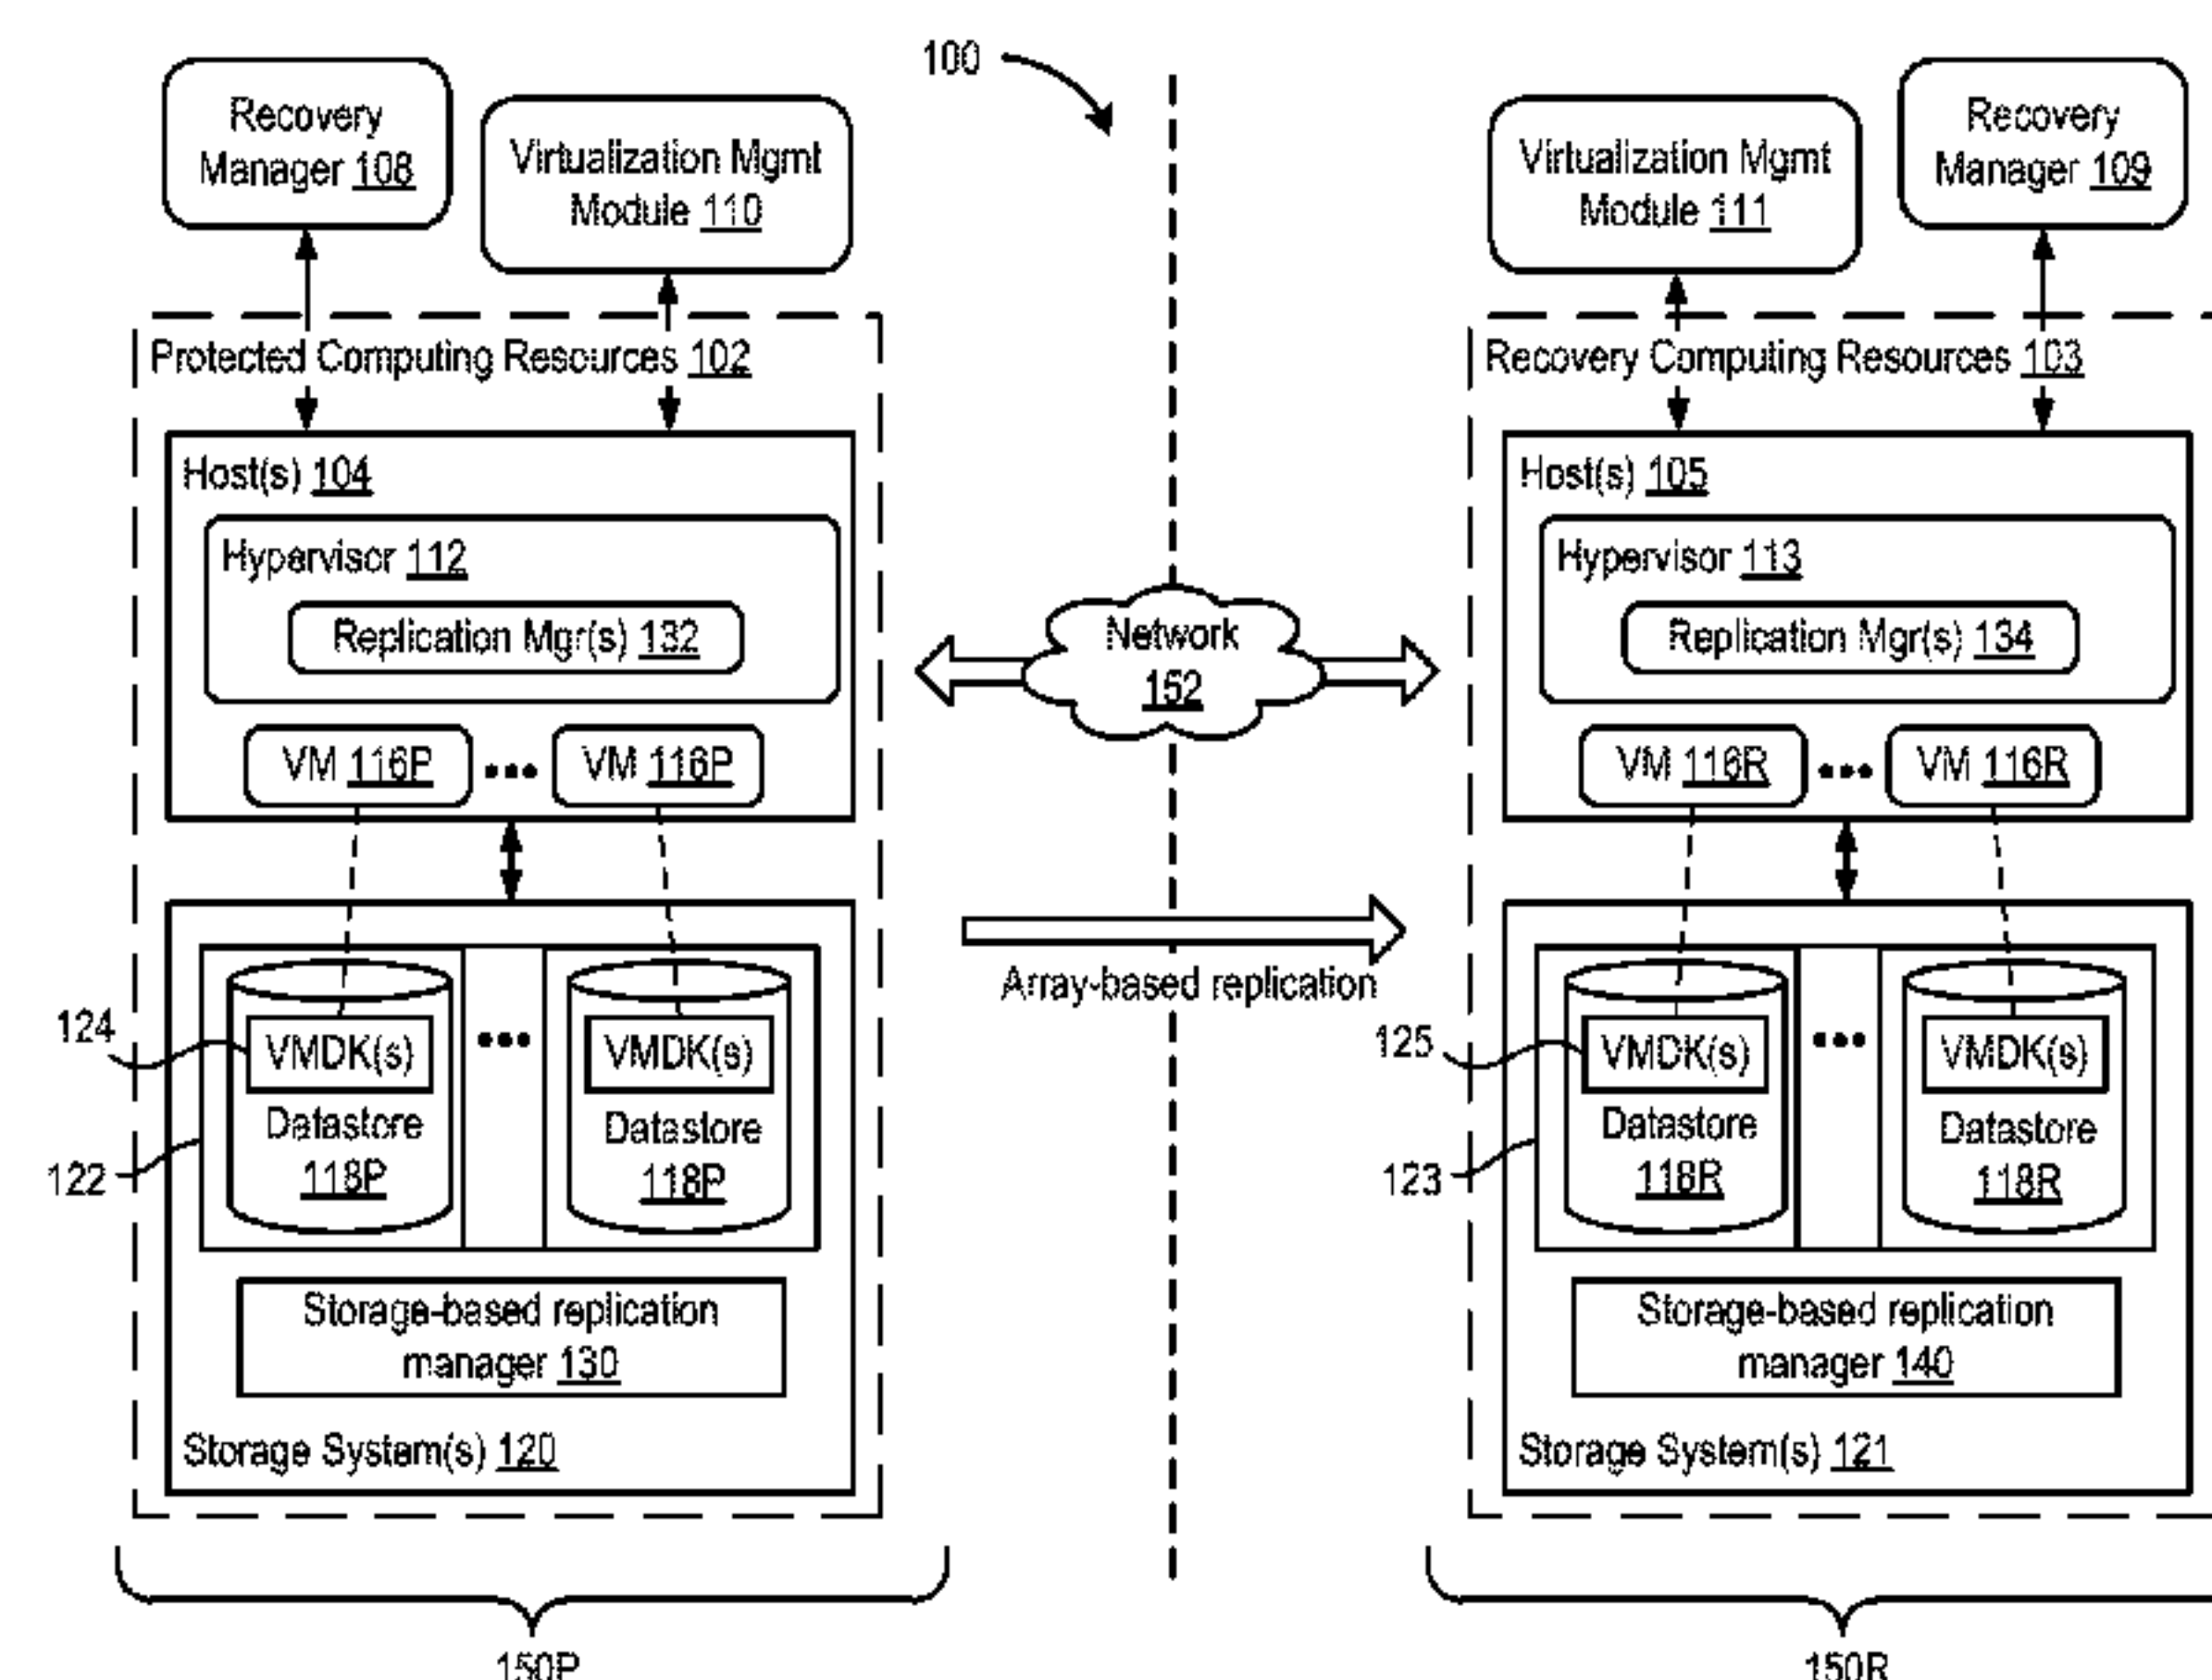 100
Recovery
Manager 108
Virtualization Mgmt
Module 110
Protected Computing Resources 102
Host(s) 104
Hypervisor 112
Replication Mgr(s) 132
VM 116P
•••
VM 116P
124
VMDK(s)
Datastore
118P
•••
VMDK(s)
Datastore
118P
122
Storage-based replication
manager 130
Storage System(s) 120
150P
Network
152
Array-based replication
Virtualization Mgmt
Module 111
Recovery
Manager 109
Recovery Computing Resources 103
Host(s) 105
Hypervisor 113
Replication Mgr(s) 134
VM 116R
•••
VM 116R
125
VMDK(s)
Datastore
118R
•••
VMDK(s)
Datastore
118R
123
Storage-based replication
manager 140
Storage System(s) 121
150R